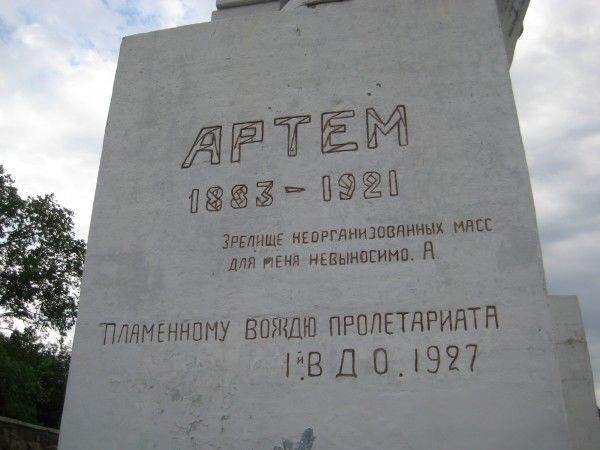 АРТЕМ
1883 - 1921
ЗРЕЛИЩЕ НЕОРГАНИЗОВАННЫХ МАСС
ДЛЯ МЕНЯ НЕВЫНОСИМО. А
ПЛАМЕННОМУ ВОЖДЮ ПРОЛЕТАРИАТА
1й. В Д О. 1927